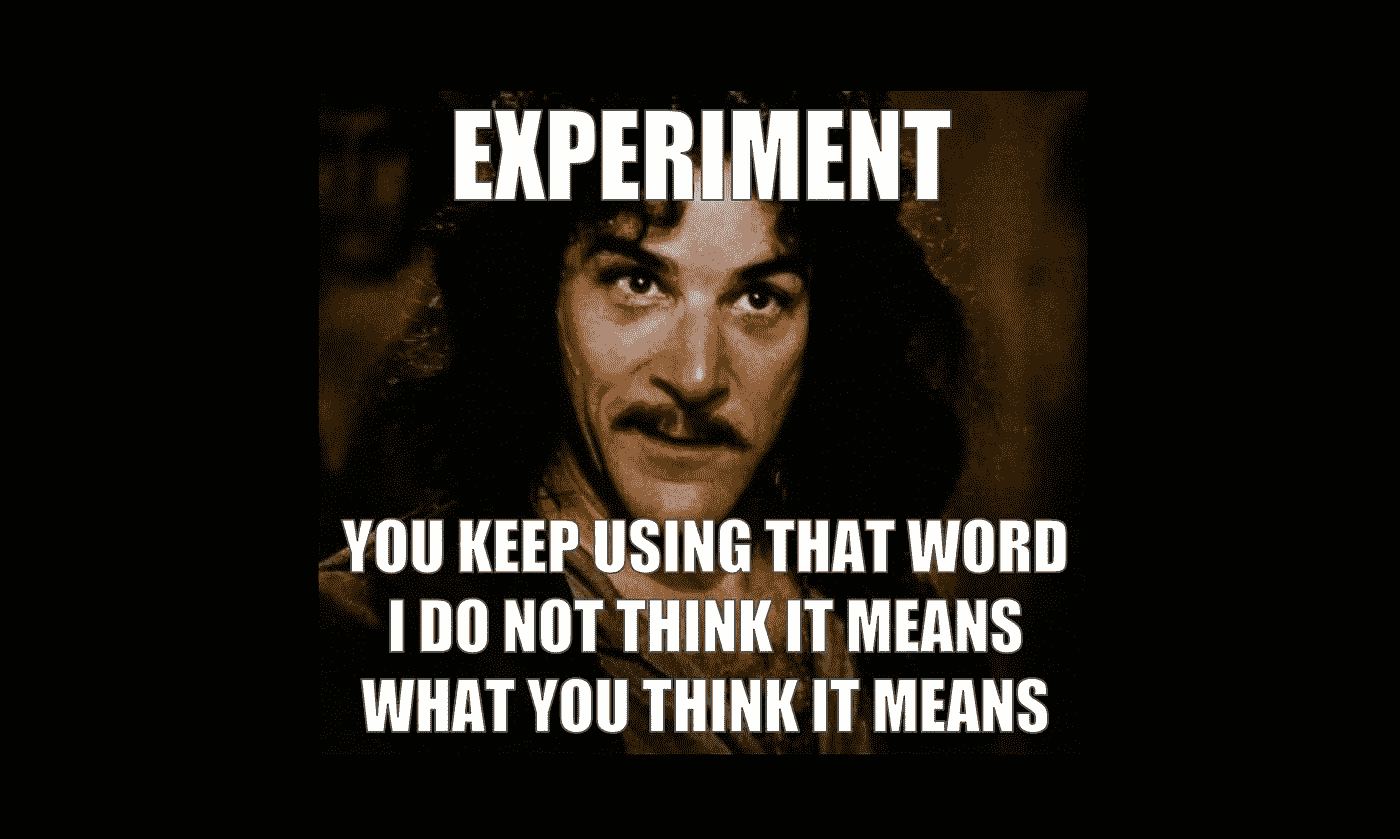 EXPERIMENT
YOU KEEP USING THAT WORD
I DO NOT THINK IT MEANS
WHAT YOU THINK IT MEANS